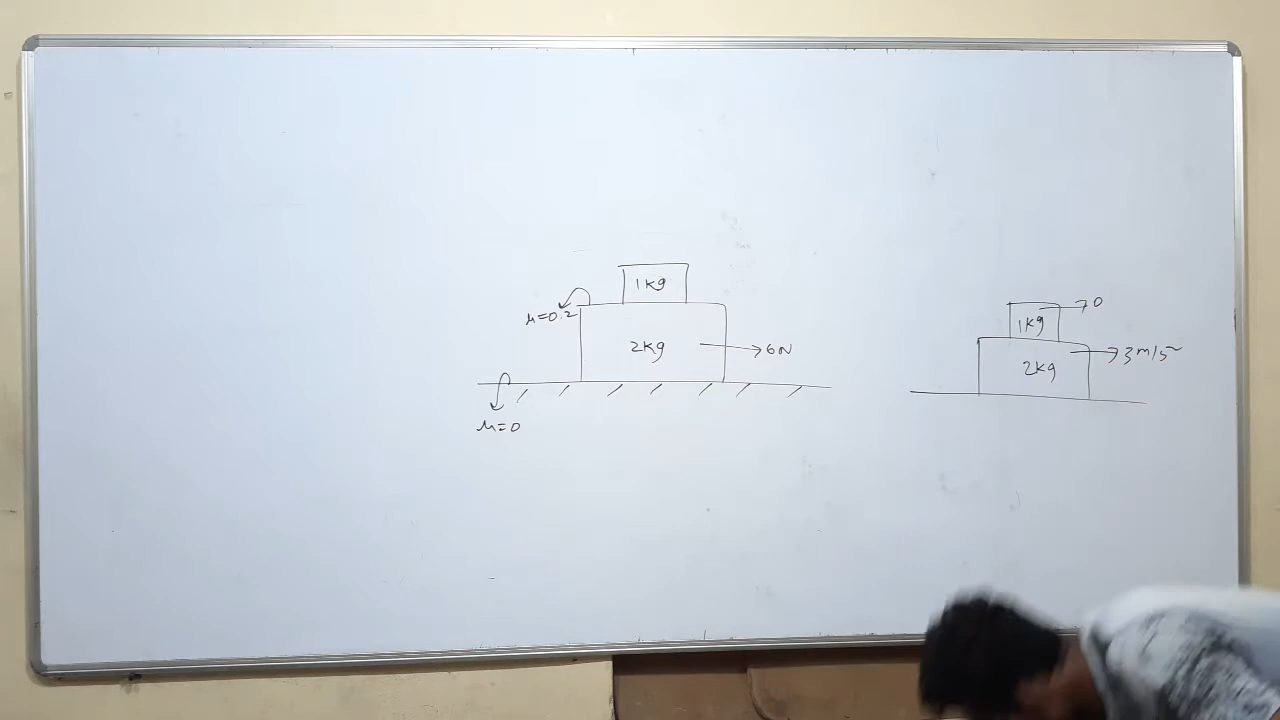 1kg
μ=0.2
2kg
6N
μ=0
1kg
0
3m/s²
2kg